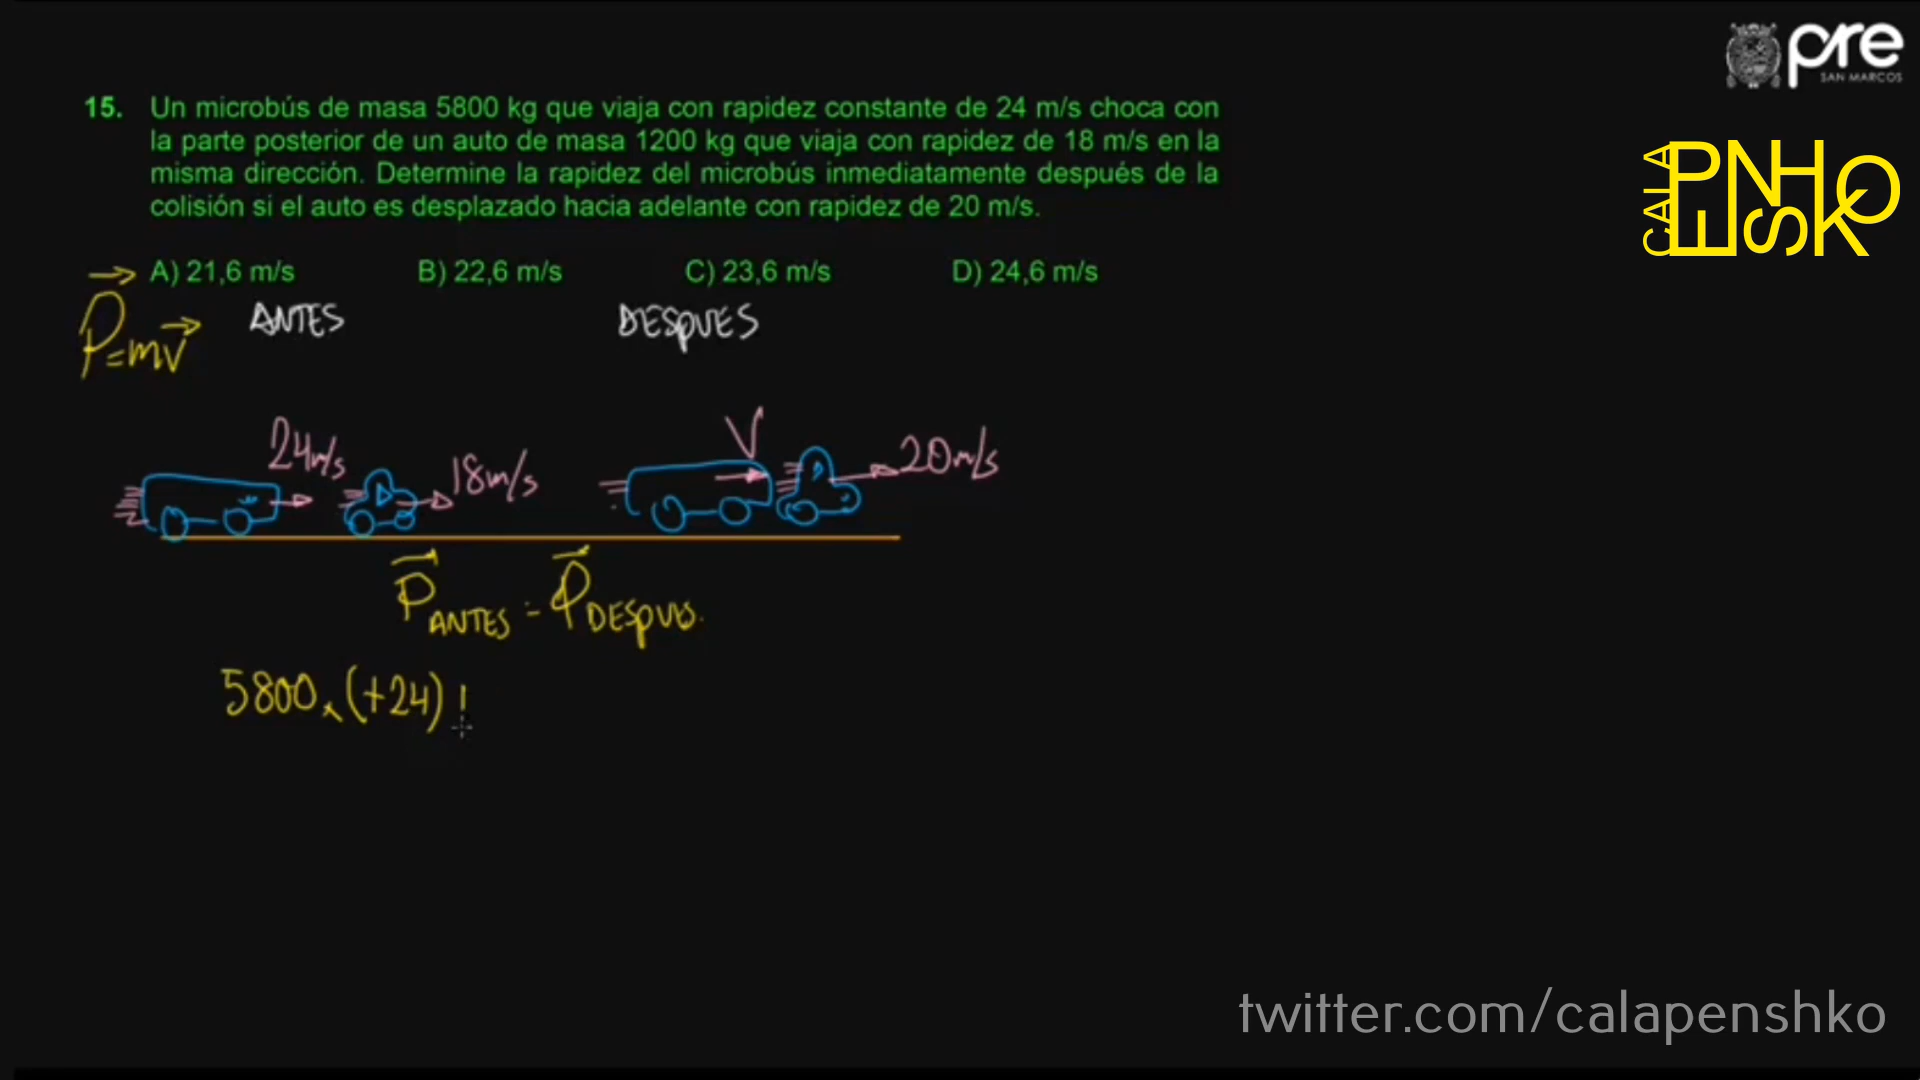 pre
SAN MARCOS
CALA
PENSHKO
15. Un microbús de masa 5800 kg que viaja con rapidez constante de 24 m/s choca con
la parte posterior de un auto de masa 1200 kg que viaja con rapidez de 18 m/s en la
misma dirección. Determine la rapidez del microbús inmediatamente después de la
colisión si el auto es desplazado hacia adelante con rapidez de 20 m/s.
A) 21,6 m/s B) 22,6 m/s C) 23,6 m/s D) 24,6 m/s
P=mv ANTES DESPUES
24m/s 18m/s V 20m/s
P ANTES = P DESPUES.
5800 x (+24)
twitter.com/calapenshko